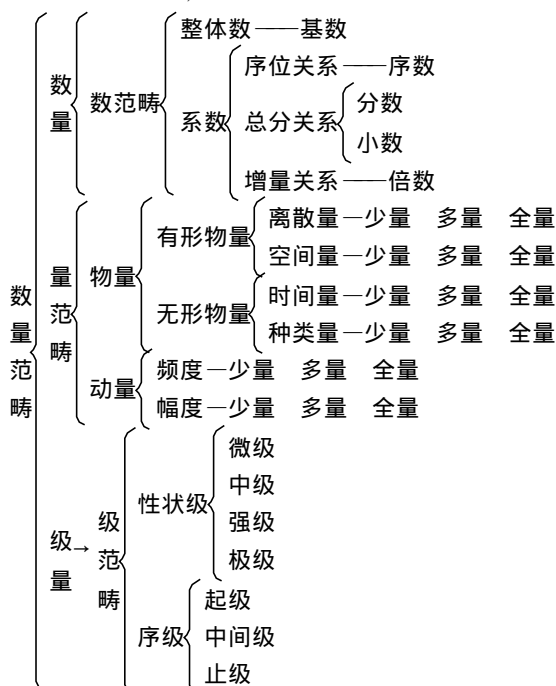 整体数——基数
序位关系——序数
数量
数范畴
系数
总分关系
分数
小数
增量关系——倍数
离散量—少量 多量 全量
有形物量
空间量—少量 多量 全量
数量范畴
量范畴
物量
时间量—少量 多量 全量
无形物量
种类量—少量 多量 全量
频度—少量 多量 全量
动量
幅度—少量 多量 全量
微级
中级
性状级
强级
极级
级量→
级范畴
起级
序级
中间级
止级